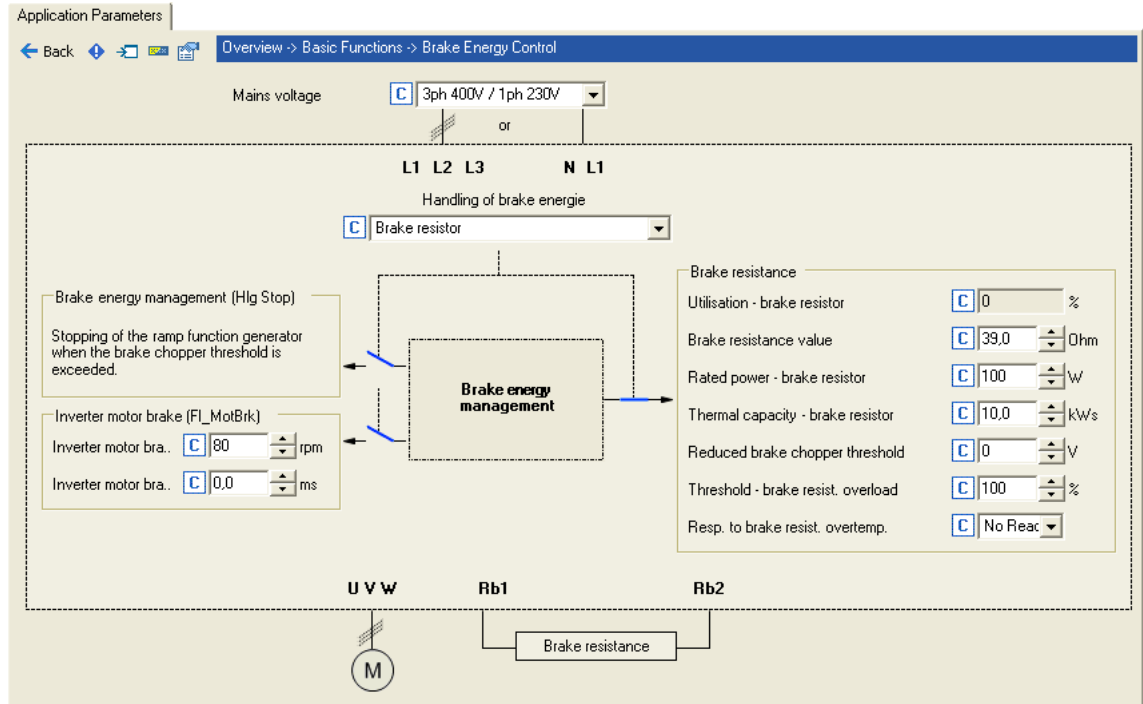 Application Parameters
Back
Overview -> Basic Functions -> Brake Energy Control
Mains voltage
C 3ph 400V / 1ph 230V
or
L1 L2 L3 N L1
Handling of brake energie
C Brake resistor
Brake energy management (Hlg Stop)
Stopping of the ramp function generator
when the brake chopper threshold is
exceeded.
Inverter motor brake (FI_MotBrk)
Inverter motor bra.. C 80 rpm
Inverter motor bra.. C 0,0 ms
Brake energy
management
Brake resistance
Utilisation - brake resistor C 0 %
Brake resistance value C 39,0 Ohm
Rated power - brake resistor C 100 W
Thermal capacity - brake resistor C 10,0 kWs
Reduced brake chopper threshold C 0 V
Threshold - brake resist. overload C 100 %
Resp. to brake resist. overtemp. C No Reac
U V W Rb1 Rb2
Brake resistance
M